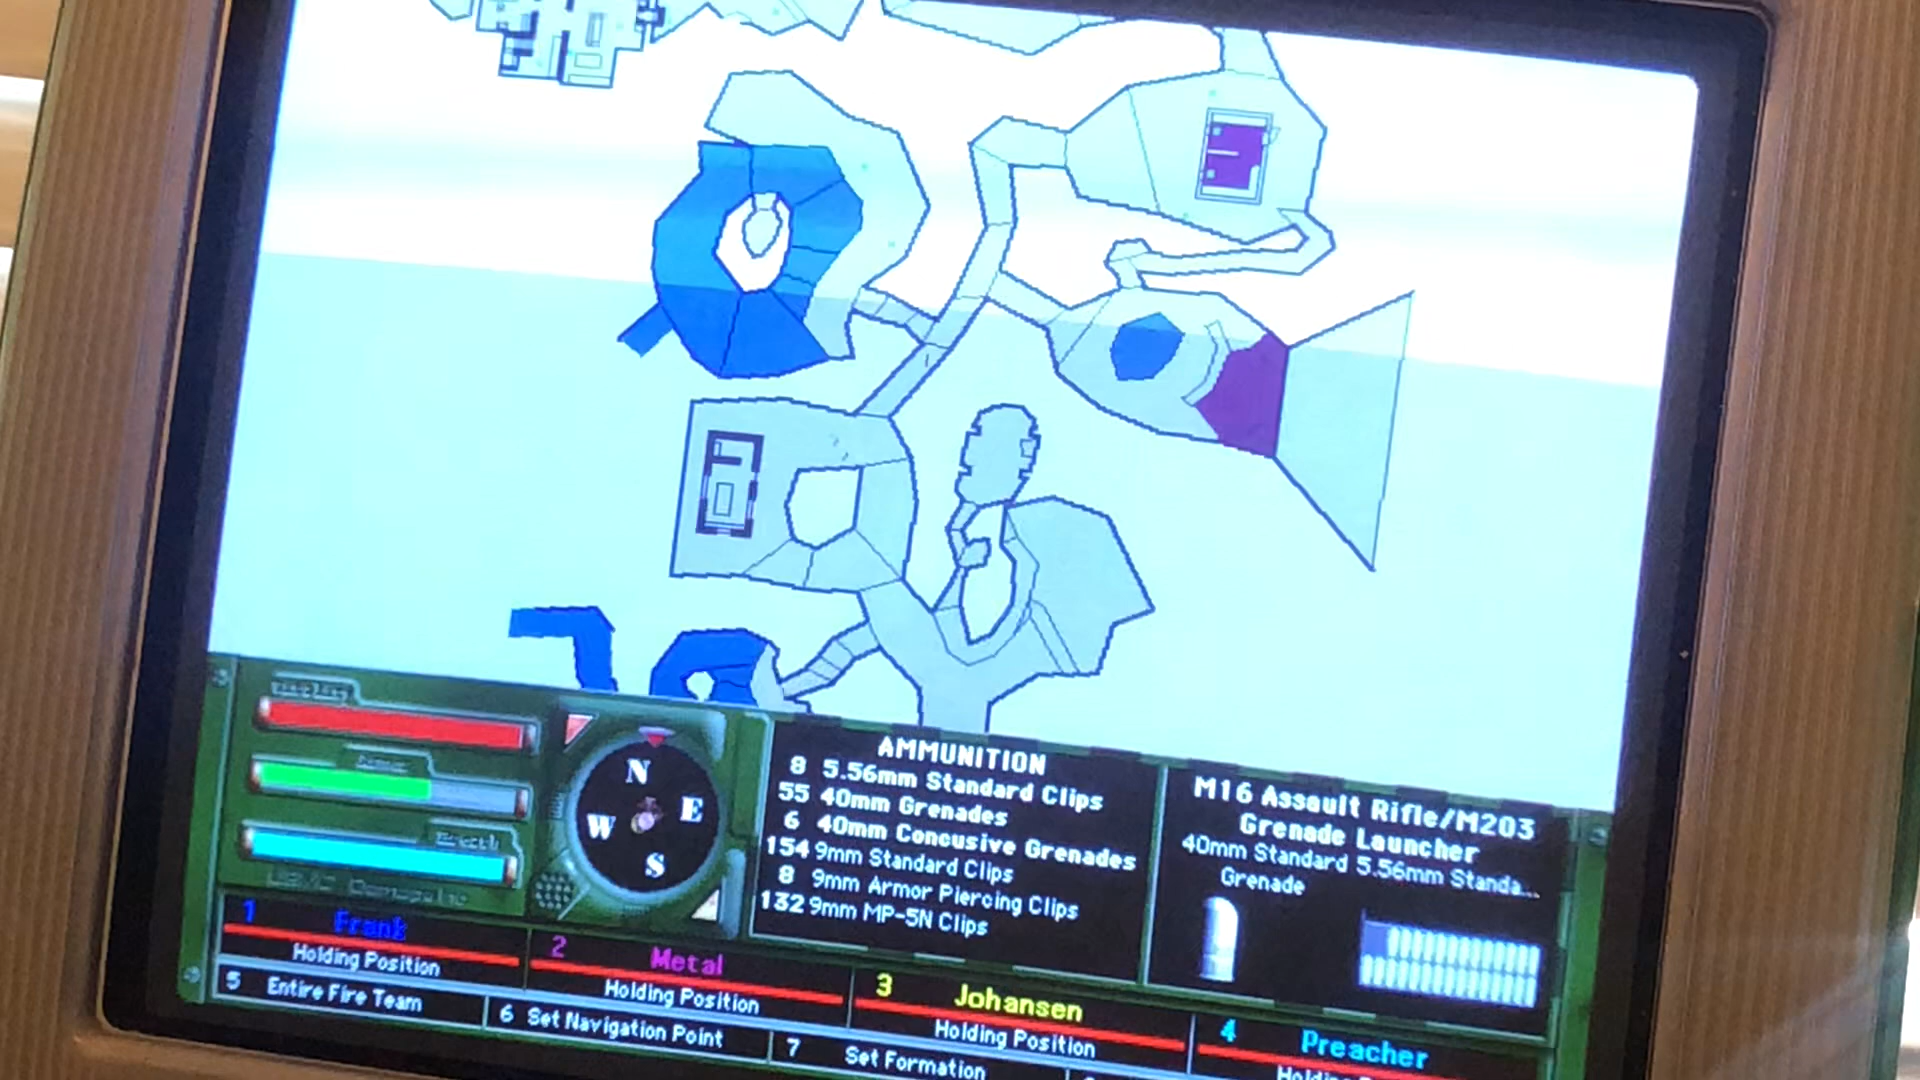 N
W E
S
AMMUNITION
8 5.56mm Standard Clips
55 40mm Grenades
6 40mm Concusive Grenades
154 9mm Standard Clips
8 9mm Armor Piercing Clips
132 9mm MP-5N Clips
M16 Assault Rifle/M203
Grenade Launcher
40mm Standard 5.56mm Standa...
Grenade
1 Frank
Holding Position
2 Metal
Holding Position
3 Johansen
Holding Position
4 Preacher
5 Entire Fire Team
6 Set Navigation Point
7 Set Formation